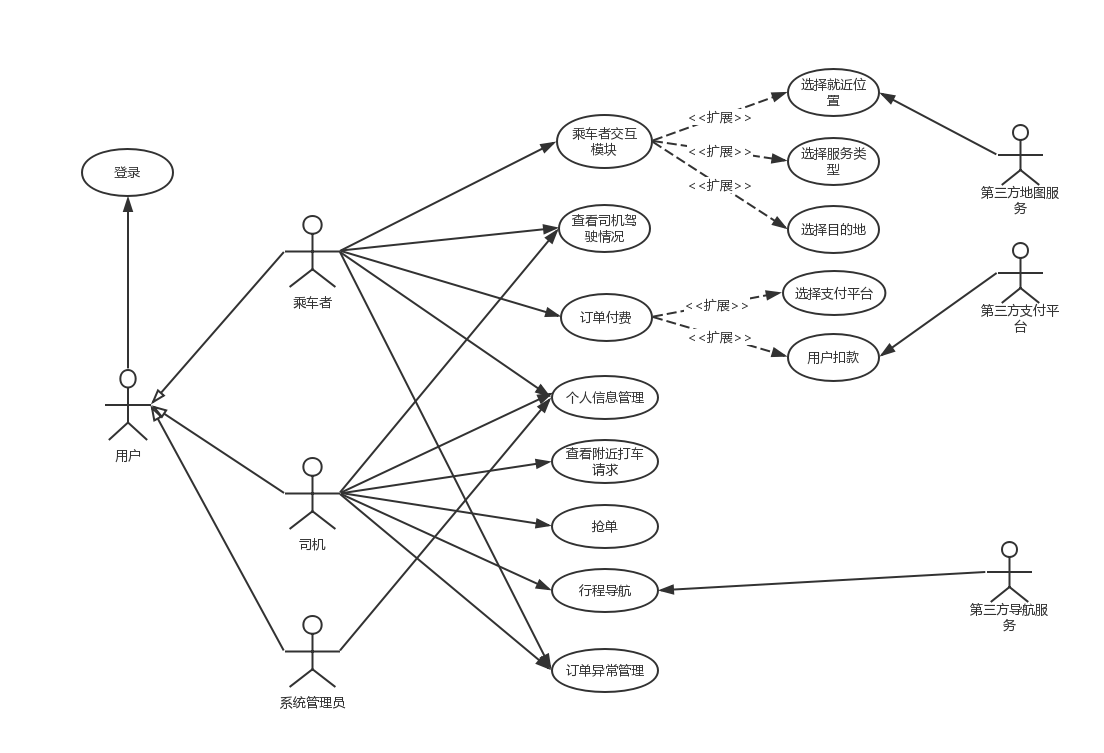 选择就近位
置
<<扩展>>
乘车者交互
模块
<<扩展>>
选择服务类
型
登录
<<扩展>>
第三方地图服
务
查看司机驾
驶情况
选择目的地
乘车者
选择支付平台
<<扩展>>
第三方支付平
台
订单付费
<<扩展>>
用户扣款
个人信息管理
用户
查看附近打车
请求
抢单
司机
行程导航
第三方导航服
务
订单异常管理
系统管理员